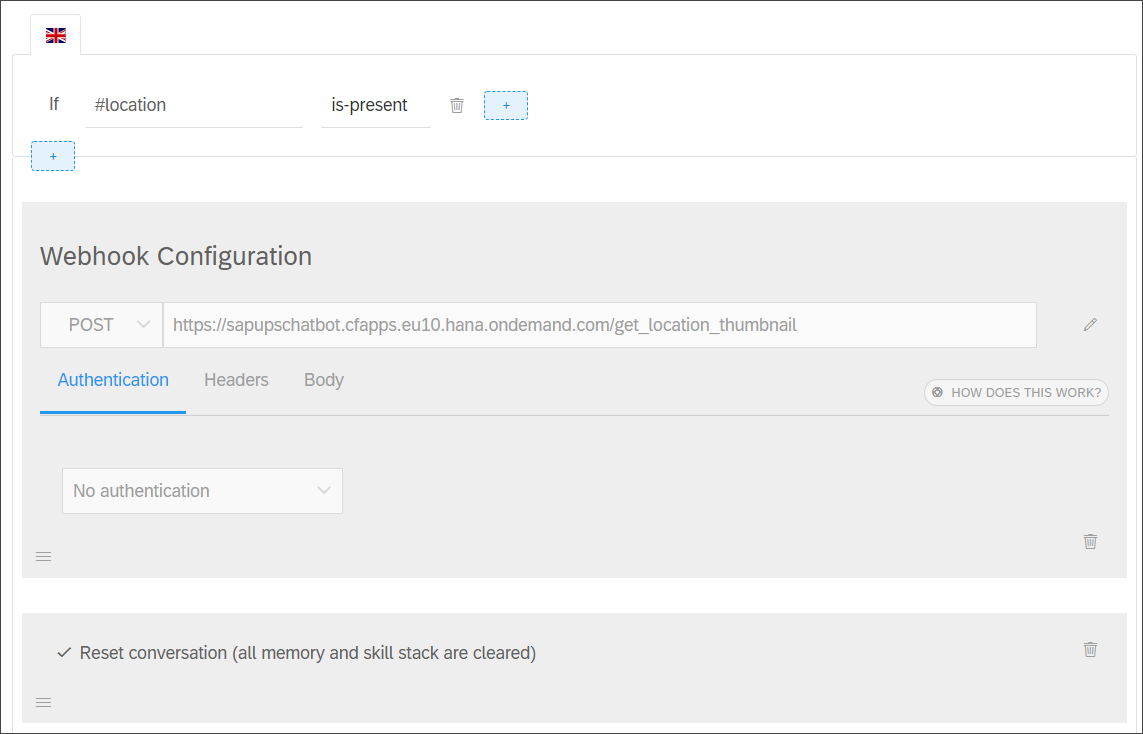 If #location is-present +
+
Webhook Configuration
POST https://sapupschatbot.cfapps.eu10.hana.ondemand.com/get_location_thumbnail
Authentication Headers Body
HOW DOES THIS WORK?
No authentication
Reset conversation (all memory and skill stack are cleared)